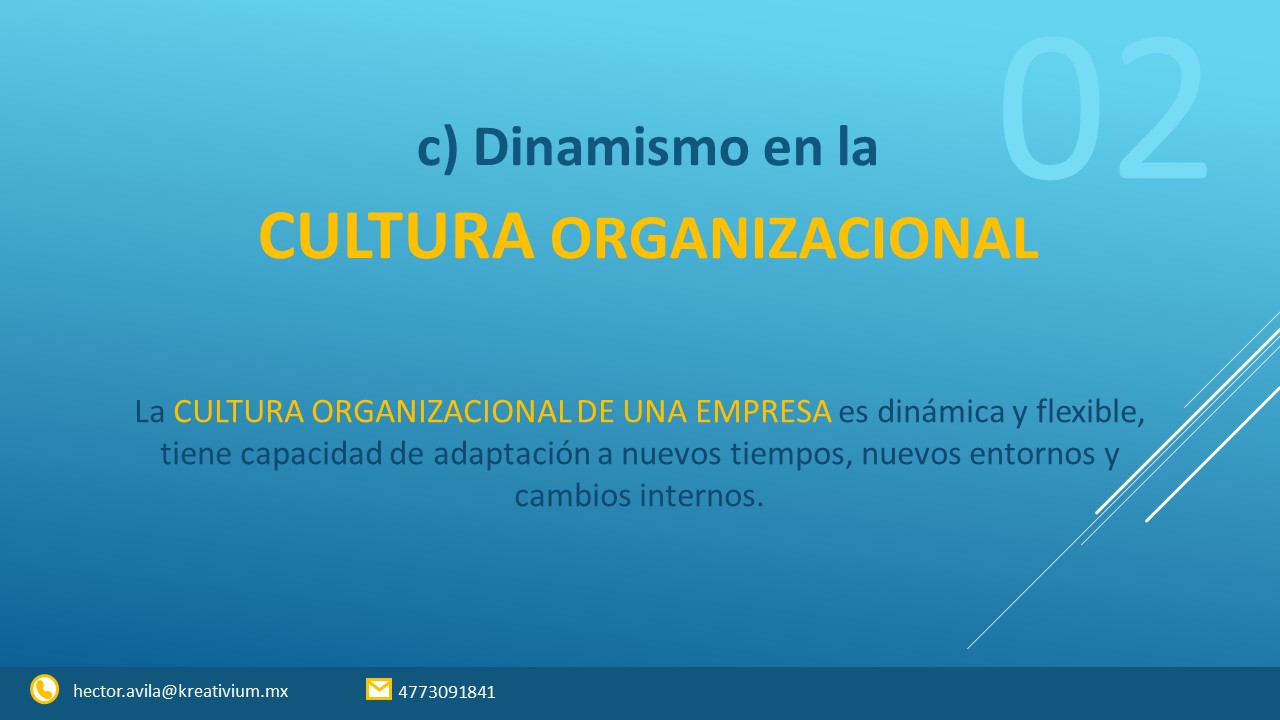 02
c) Dinamismo en la
CULTURA ORGANIZACIONAL
La CULTURA ORGANIZACIONAL DE UNA EMPRESA es dinámica y flexible,
tiene capacidad de adaptación a nuevos tiempos, nuevos entornos y
cambios internos.
hector.avila@kreativium.mx
4773091841